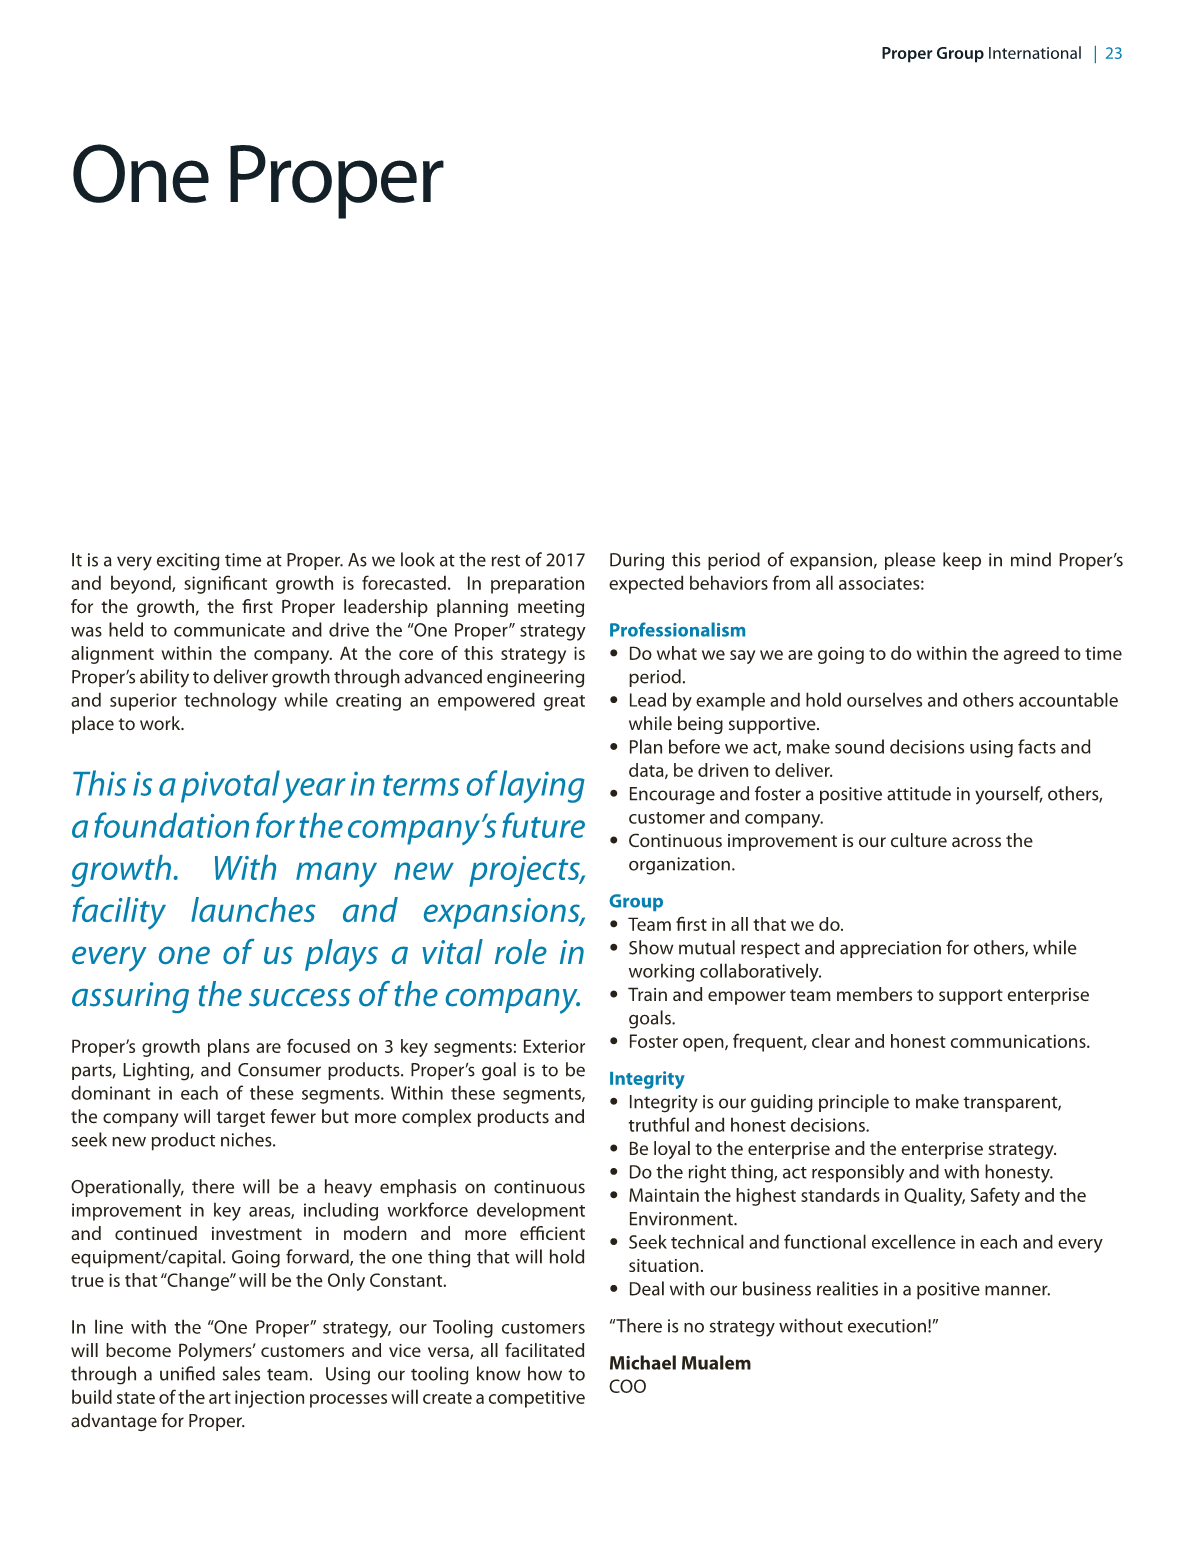 Proper Group International | 23
One Proper
It is a very exciting time at Proper. As we look at the rest of 2017
and beyond, significant growth is forecasted.  In preparation
for the growth, the first Proper leadership planning meeting
was held to communicate and drive the “One Proper” strategy
alignment within the company. At the core of this strategy is
Proper’s ability to deliver growth through advanced engineering
and superior technology while creating an empowered great
place to work.
This is a pivotal year in terms of laying
a foundation for the company’s future
growth.  With many new projects,
facility launches and expansions,
every one of us plays a vital role in
assuring the success of the company.
Proper’s growth plans are focused on 3 key segments: Exterior
parts, Lighting, and Consumer products. Proper’s goal is to be
dominant in each of these segments. Within these segments,
the company will target fewer but more complex products and
seek new product niches.
Operationally, there will be a heavy emphasis on continuous
improvement in key areas, including workforce development
and continued investment in modern and more efficient
equipment/capital. Going forward, the one thing that will hold
true is that “Change” will be the Only Constant.
In line with the “One Proper” strategy, our Tooling customers
will become Polymers’ customers and vice versa, all facilitated
through a unified sales team.  Using our tooling know how to
build state of the art injection processes will create a competitive
advantage for Proper.
During this period of expansion, please keep in mind Proper’s
expected behaviors from all associates:
Professionalism
• Do what we say we are going to do within the agreed to time
period.
• Lead by example and hold ourselves and others accountable
while being supportive.
• Plan before we act, make sound decisions using facts and
data, be driven to deliver.
• Encourage and foster a positive attitude in yourself, others,
customer and company.
• Continuous improvement is our culture across the
organization.
Group
• Team first in all that we do.
• Show mutual respect and appreciation for others, while
working collaboratively.
• Train and empower team members to support enterprise
goals.
• Foster open, frequent, clear and honest communications.
Integrity
• Integrity is our guiding principle to make transparent,
truthful and honest decisions.
• Be loyal to the enterprise and the enterprise strategy.
• Do the right thing, act responsibly and with honesty.
• Maintain the highest standards in Quality, Safety and the
Environment.
• Seek technical and functional excellence in each and every
situation.
• Deal with our business realities in a positive manner.
“There is no strategy without execution!”
Michael Mualem
COO